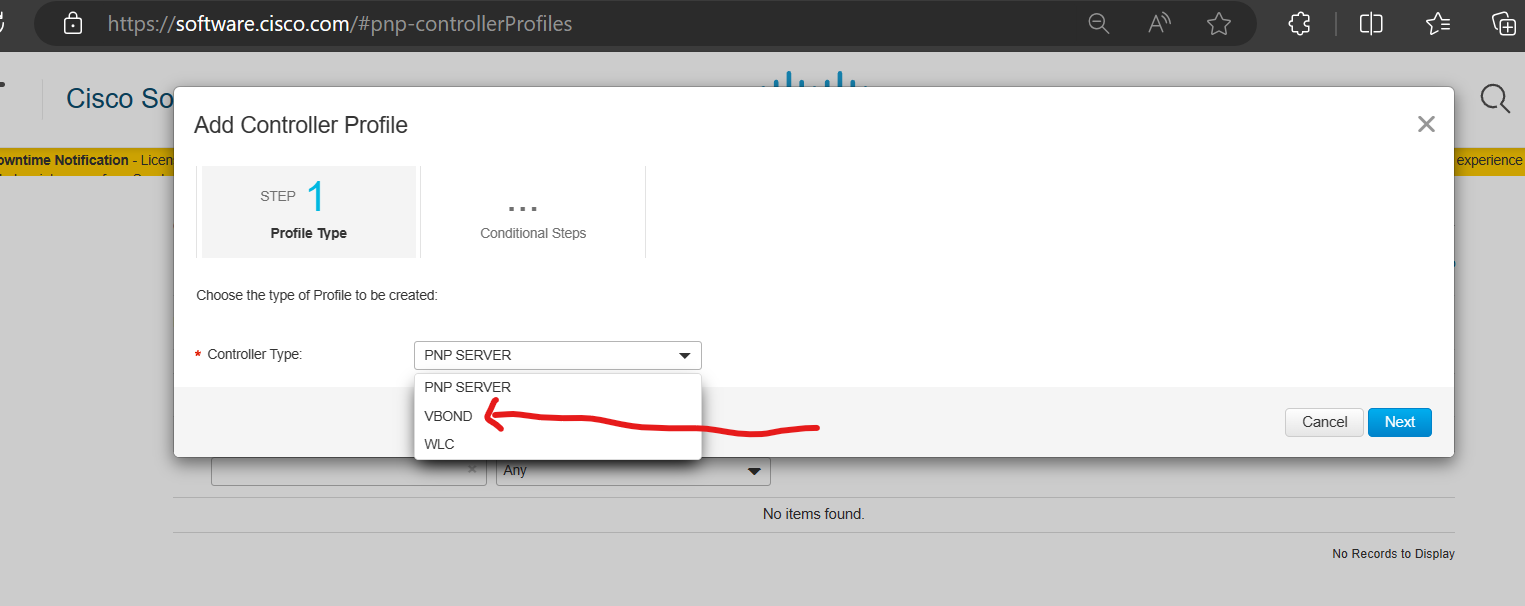 https://software.cisco.com/#pnp-controllerProfiles
Cisco So
Add Controller Profile
owntime Notification - Licen
experience
STEP 1
...
Profile Type
Conditional Steps
Choose the type of Profile to be created:
* Controller Type:
PNP SERVER
PNP SERVER
VBOND
WLC
Cancel
Next
Any
No items found.
No Records to Display